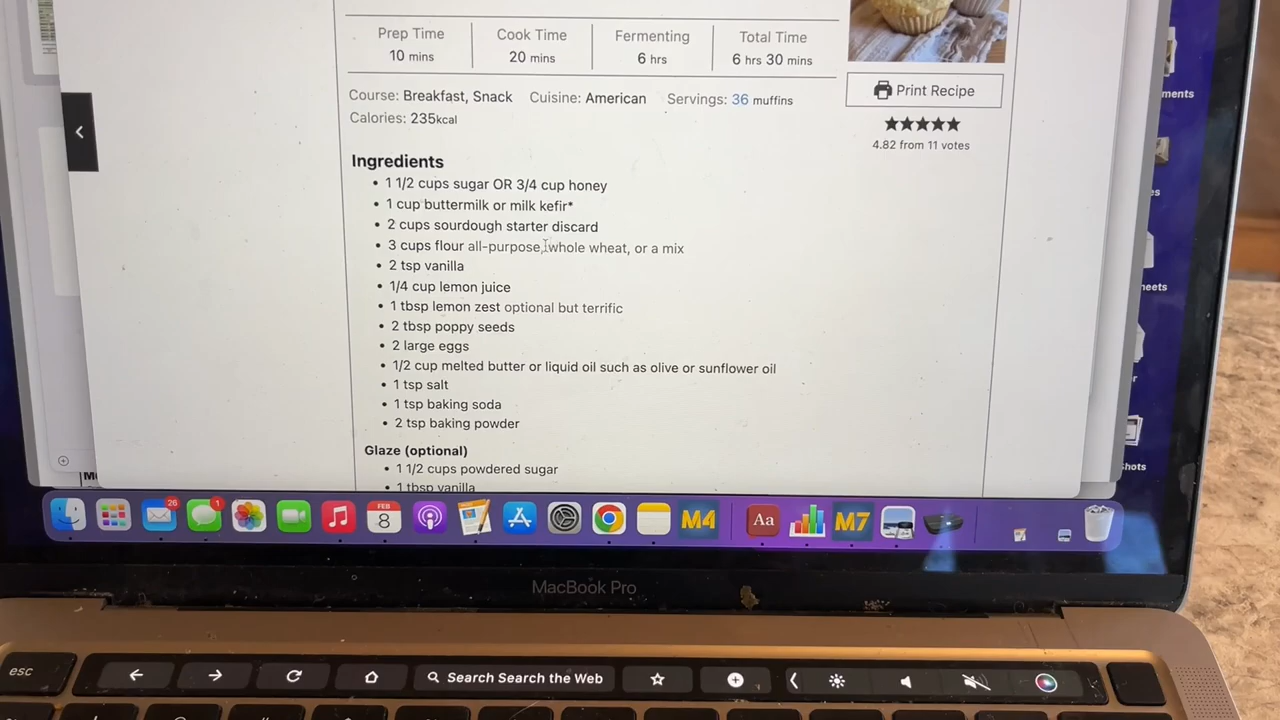 Prep Time
10 mins
Cook Time
20 mins
Fermenting
6 hrs
Total Time
6 hrs 30 mins
Print Recipe
Course: Breakfast, Snack Cuisine: American Servings: 36 muffins
Calories: 235kcal
4.82 from 11 votes
Ingredients
• 1 1/2 cups sugar OR 3/4 cup honey
• 1 cup buttermilk or milk kefir*
• 2 cups sourdough starter discard
• 3 cups flour all-purpose, whole wheat, or a mix
• 2 tsp vanilla
• 1/4 cup lemon juice
• 1 tbsp lemon zest optional but terrific
• 2 tbsp poppy seeds
• 2 large eggs
• 1/2 cup melted butter or liquid oil such as olive or sunflower oil
• 1 tsp salt
• 1 tsp baking soda
• 2 tsp baking powder
Glaze (optional)
• 1 1/2 cups powdered sugar
• 1 tbsp vanilla
26
1
FEB
8
M4
Aa
M7
MacBook Pro
esc
Search Search the Web